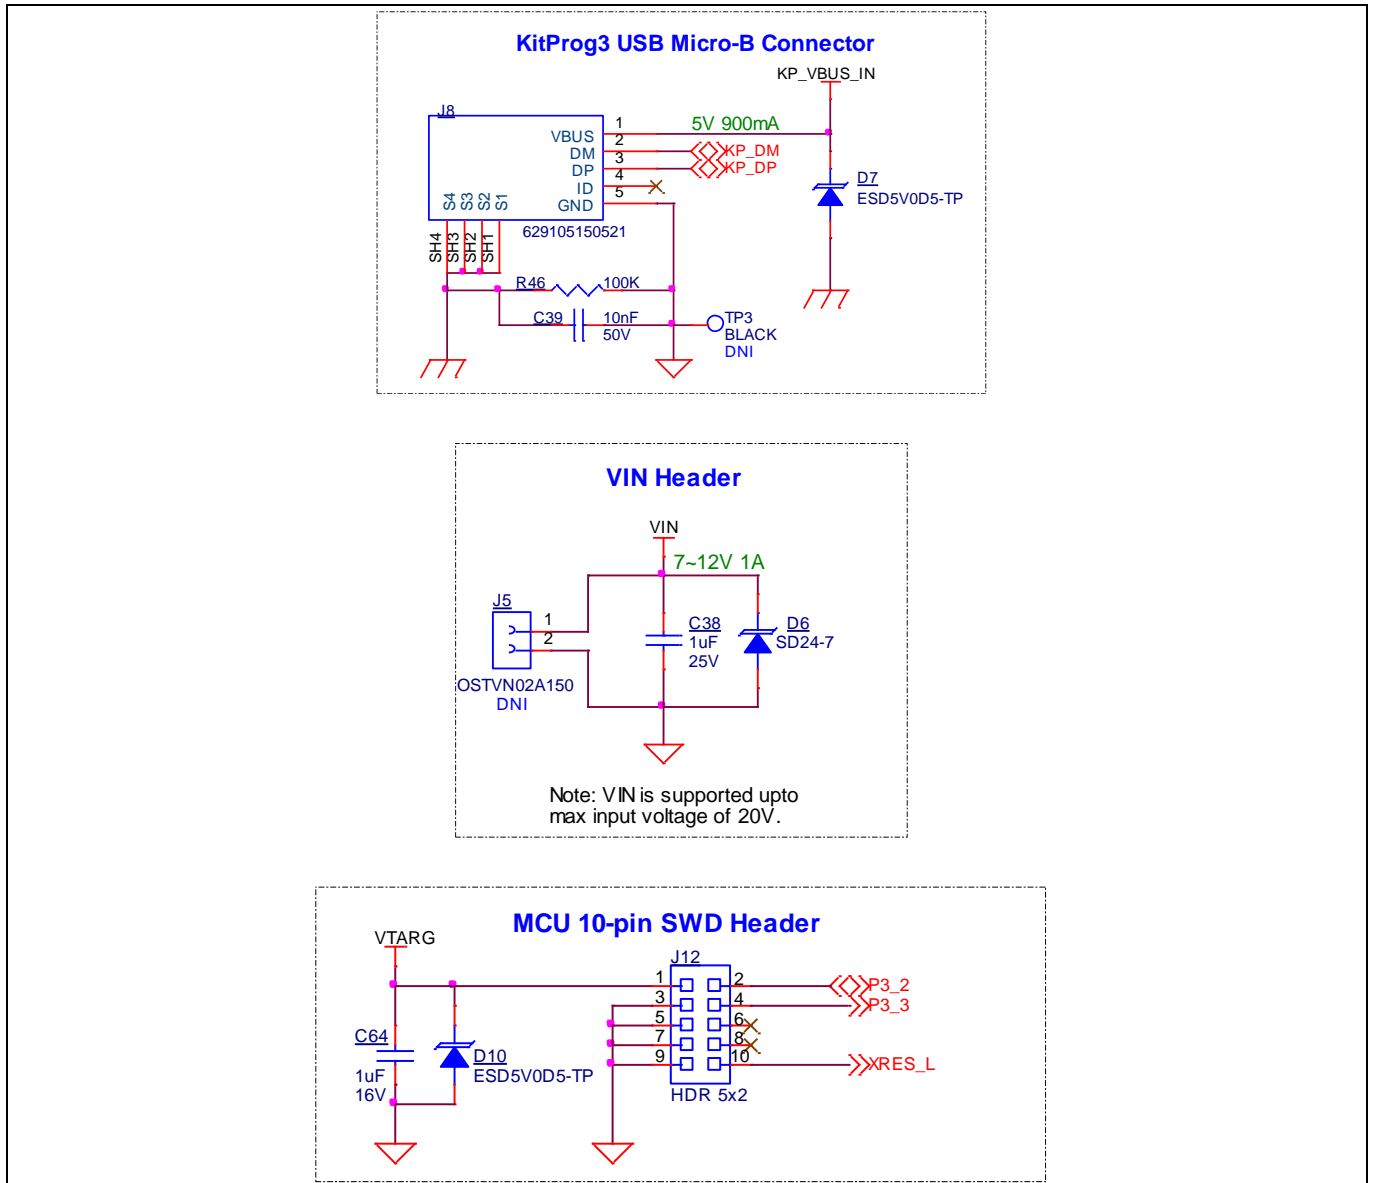 KitProg3 USB Micro-B Connector
KP_VBUS_IN
J8
1
5V 900mA
VBUS
2
DM
KP_DM
3
DP
KP_DP
4
ID
5
GND
S4
S3
S2
S1
SH4
SH3
SH2
SH1
629105150521
D7
ESD5V0D5-TP
R46
100K
C39
10nF
50V
TP3
BLACK
DNI
VIN Header
VIN
7~12V 1A
J5
1
2
OSTVN02A150
DNI
C38
1uF
25V
D6
SD24-7
Note: VIN is supported upto
max input voltage of 20V.
MCU 10-pin SWD Header
VTARG
J12
1
2
P3_2
3
4
P3_3
5
6
7
8
9
10
XRES_L
HDR 5x2
C64
1uF
16V
D10
ESD5V0D5-TP